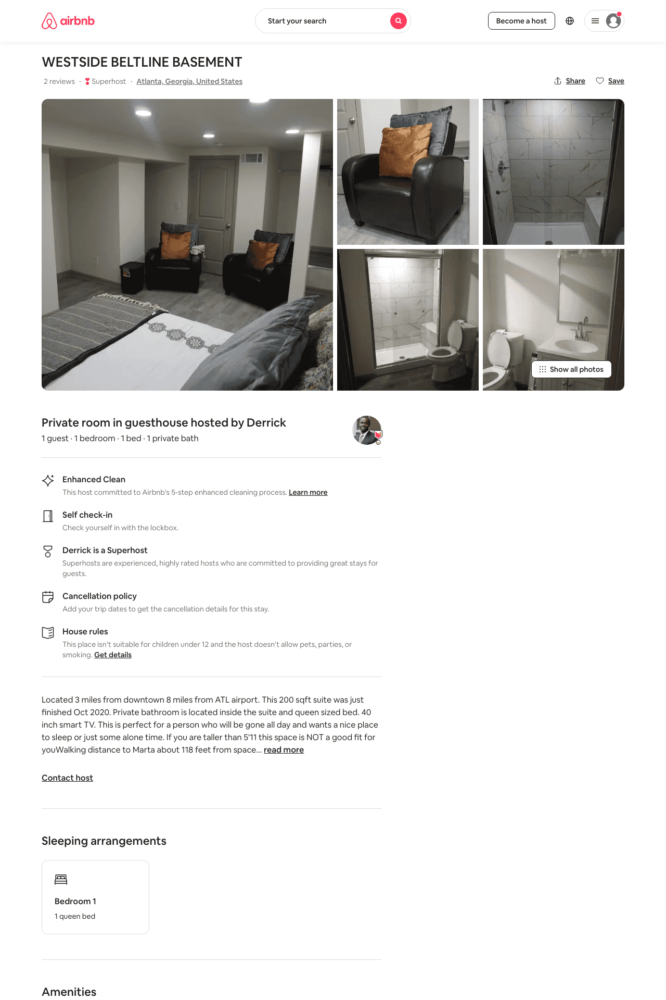 airbnb
Start your search
Become a host
WESTSIDE BELTLINE BASEMENT
2 reviews · Superhost · Atlanta, Georgia, United States
Share
Save
Show all photos
Private room in guesthouse hosted by Derrick
1 guest · 1 bedroom · 1 bed · 1 private bath
Enhanced Clean
This host committed to Airbnb's 5-step enhanced cleaning process. Learn more
Self check-in
Check yourself in with the lockbox.
Derrick is a Superhost
Superhosts are experienced, highly rated hosts who are committed to providing great stays for
guests.
Cancellation policy
Add your trip dates to get the cancellation details for this stay.
House rules
This place isn’t suitable for children under 12 and the host doesn’t allow pets, parties, or
smoking. Get details
Located 3 miles from downtown 8 miles from ATL airport. This 200 sqft suite was just
finished Oct 2020. Private bathroom is located inside the suite and queen sized bed. 40
inch smart TV. This is perfect for a person who will be gone all day and wants a nice place
to sleep or just some alone time. If you are taller than 5'11 this space is NOT a good fit for
youWalking distance to Marta about 118 feet from space... read more
Contact host
Sleeping arrangements
Bedroom 1
1 queen bed
Amenities